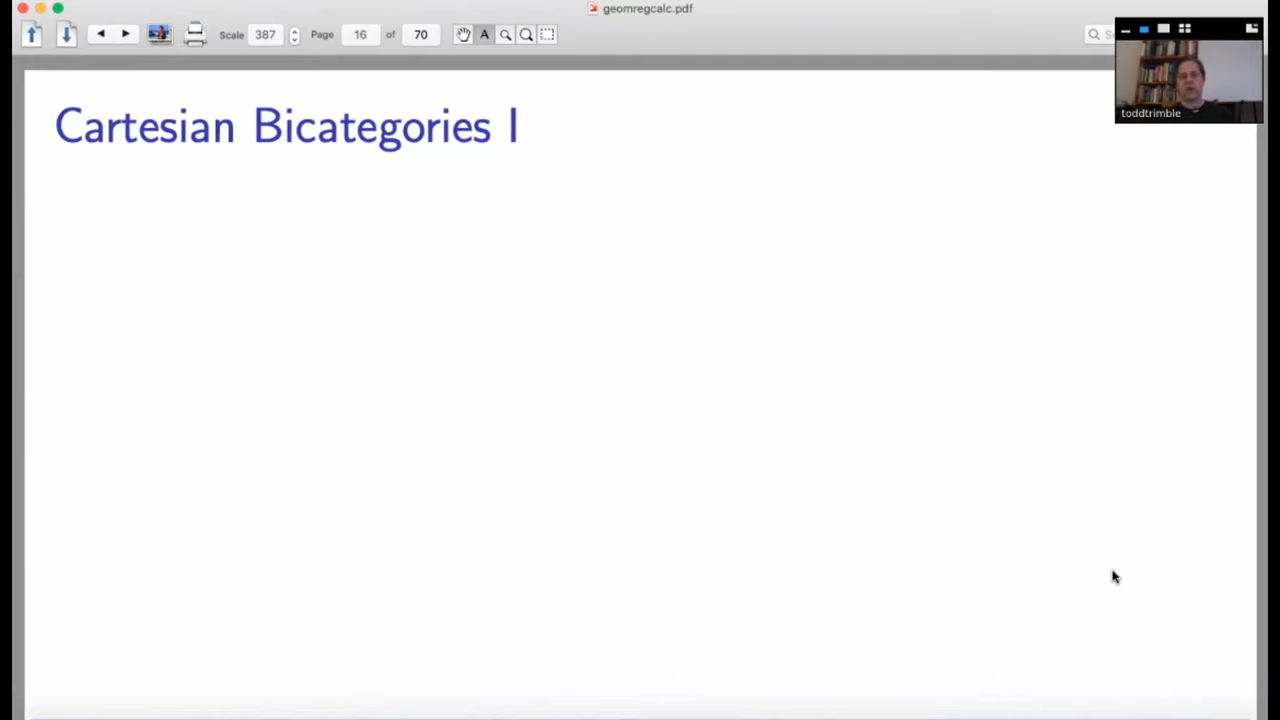 geomregcalc.pdf
Scale 387 Page 16 of 70
toddtrimble
Cartesian Bicategories I